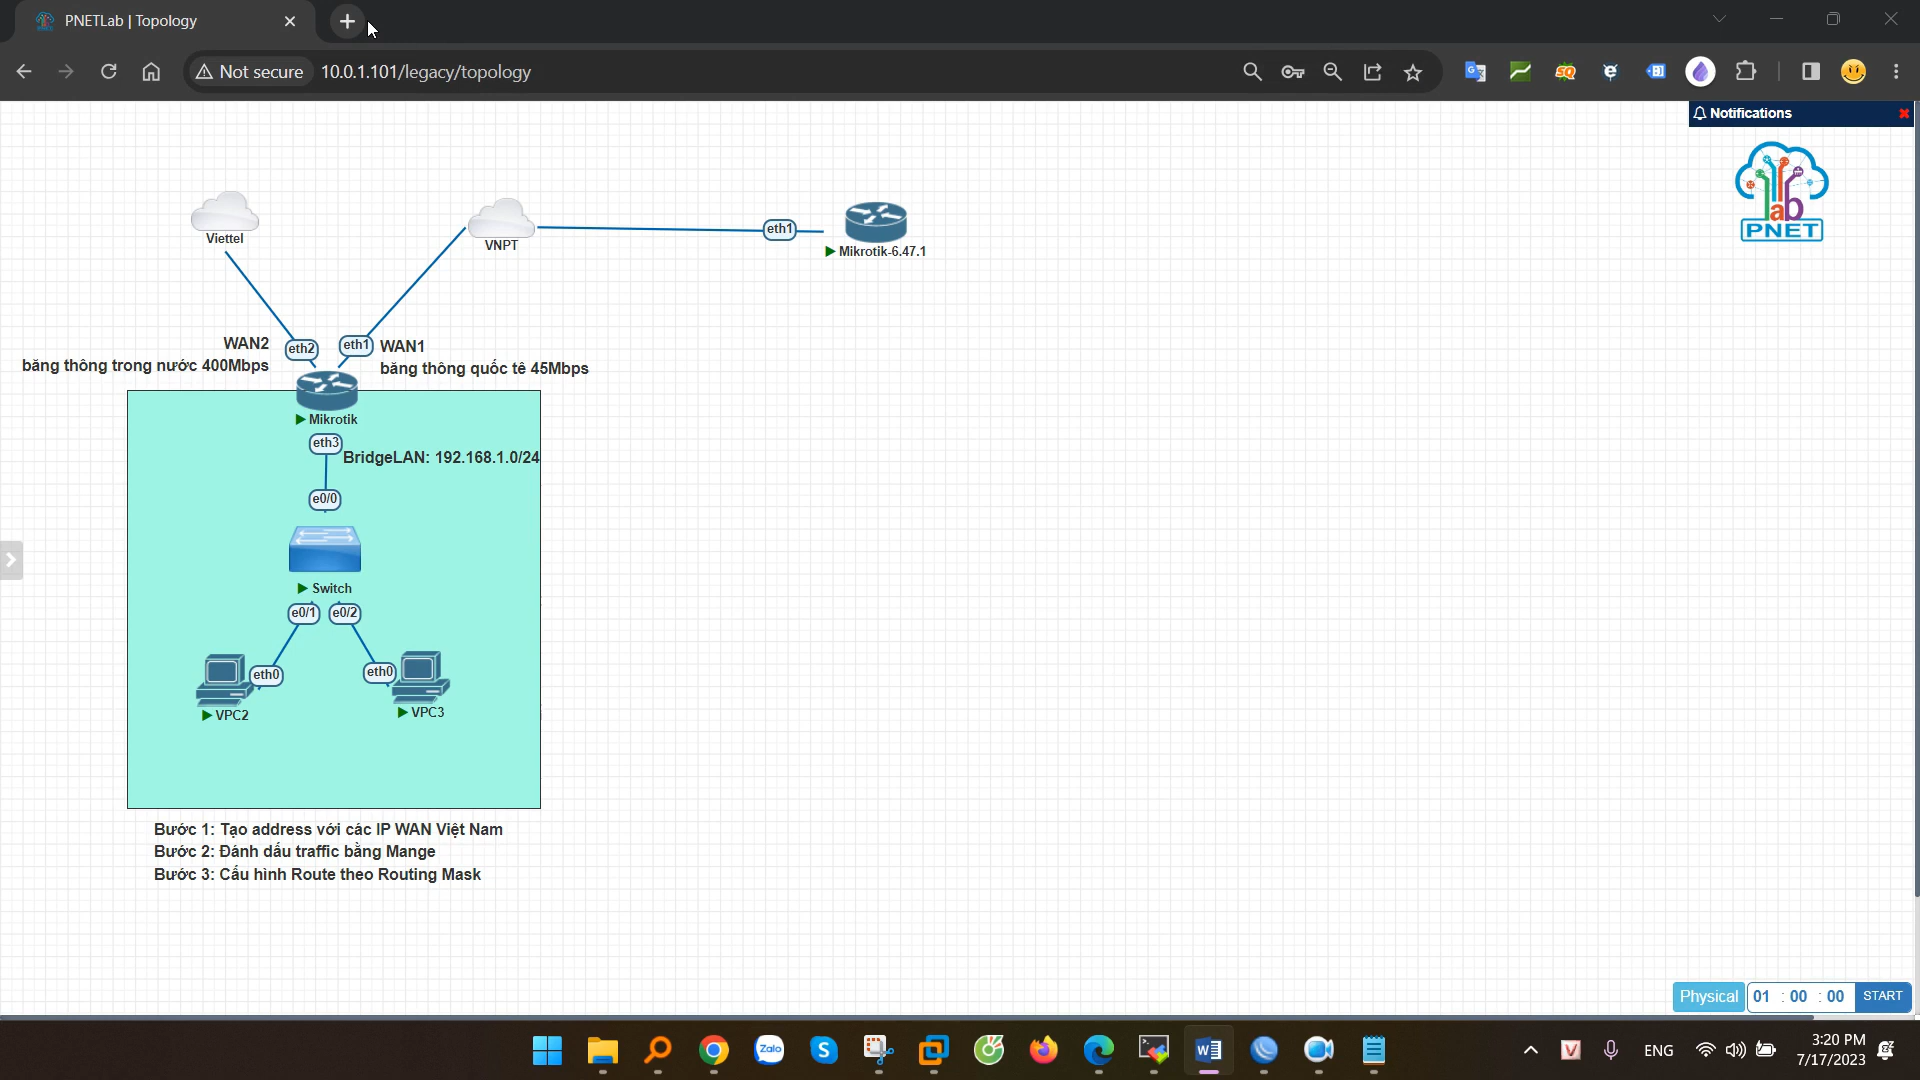 PNETLab | Topology
Not secure
10.0.1.101/legacy/topology
Notifications
lab
PNET
Viettel
VNPT
eth1
Mikrotik-6.47.1
WAN2
eth2
eth1
WAN1
băng thông trong nước 400Mbps
băng thông quốc tê 45Mbps
Mikrotik
eth3
BridgeLAN: 192.168.1.0/24
e0/0
Switch
e0/1
e0/2
eth0
eth0
VPC2
VPC3
Bước 1: Tạo address với các IP WAN Việt Nam
Bước 2: Đánh dấu traffic bằng Mange
Bước 3: Cấu hình Route theo Routing Mask
Physical
01 : 00 : 00
START
Zalo
ENG
3:20 PM
7/17/2023